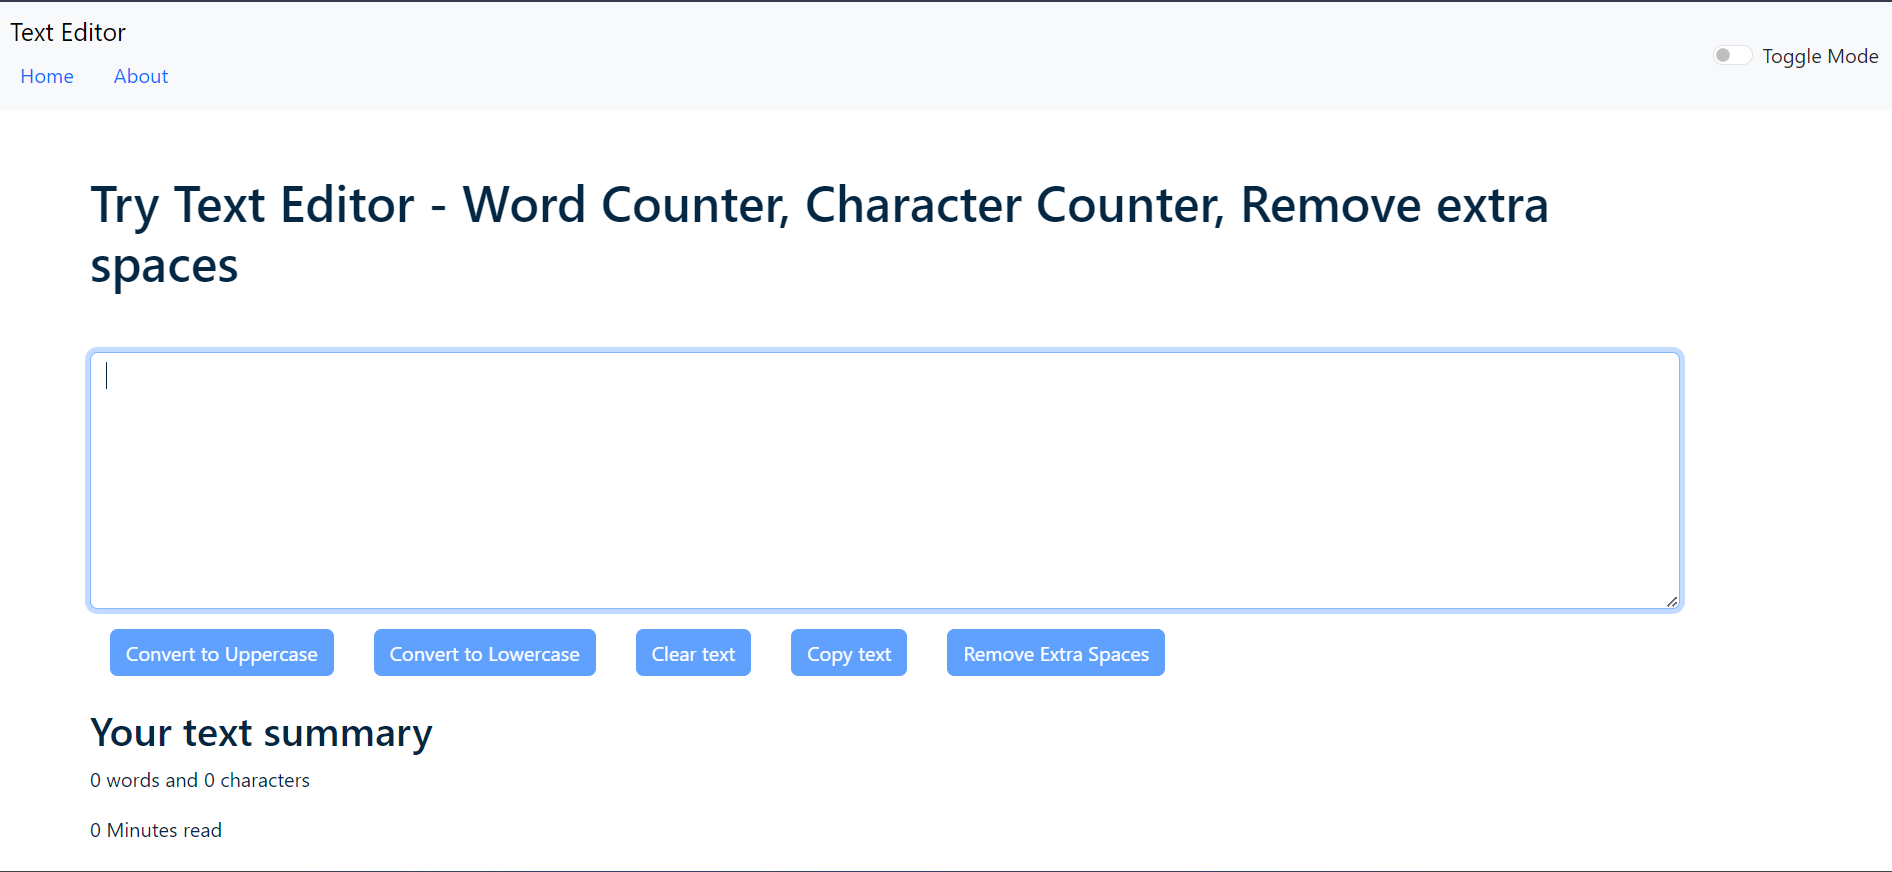 Text Editor
Home About
Toggle Mode
Try Text Editor - Word Counter, Character Counter, Remove extra
spaces
Convert to Uppercase Convert to Lowercase Clear text Copy text Remove Extra Spaces
Your text summary
0 words and 0 characters
0 Minutes read